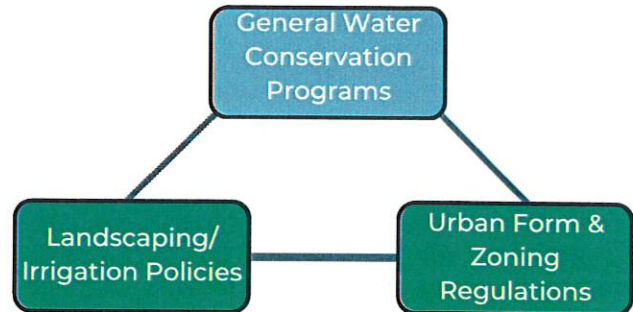 General Water
Conservation
Programs
Landscaping/
Irrigation Policies
Urban Form &
Zoning
Regulations